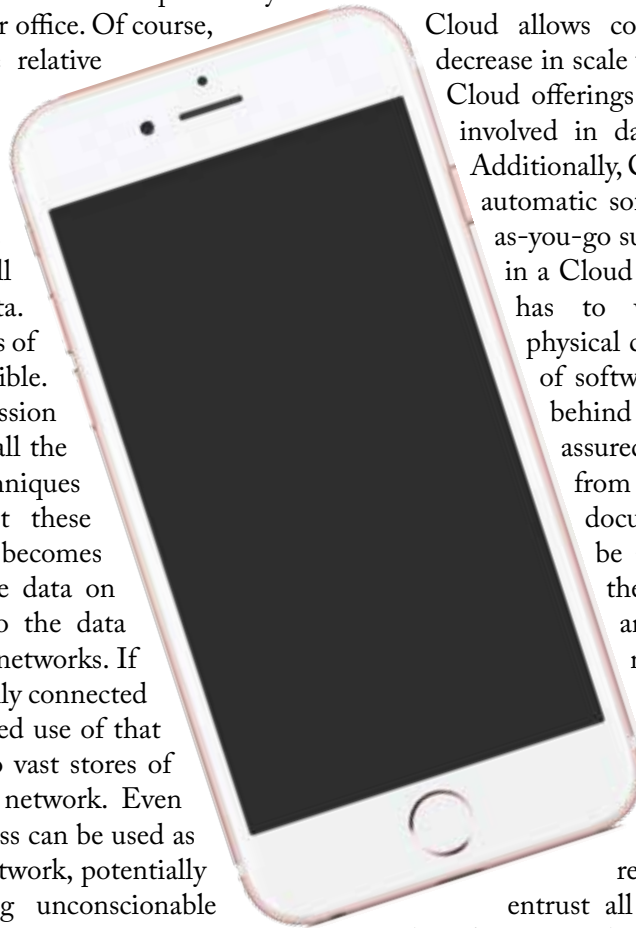 r office. Of course,
relative
ll
ta.
s of
ible.
ssion
all the
nniques
t these
becomes
e data on
o the data
networks. If
lly connected
ed use of that
o vast stores of
network. Even
ss can be used as
twork, potentially
g unconscionable
Cloud allows co
decrease in scale
Cloud offerings
involved in da
Additionally, C
automatic so
as-you-go su
in a Cloud
has to
physical
of softw
behind
assured
from
docu
be
the
re
entrust all